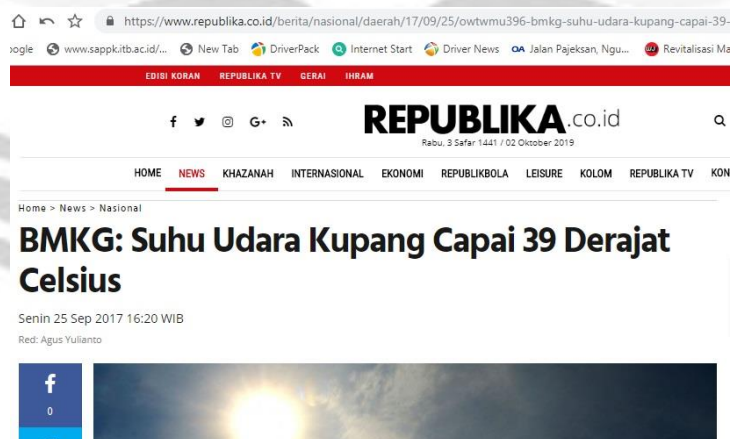 https://www.republika.co.id/berita/nasional/daerah/17/09/25/owtwmu396-bmkg-suhu-udara-kupang-capai-39-
oogle www.sappk.itb.ac.id/... New Tab DriverPack Internet Start Driver News OA Jalan Pajeksan, Ngu... Revitalisasi Ma
EDISI KORAN REPUBLIKA TV GERAI IHRAM
REPUBLIKA.co.id
Rabu, 3 Safar 1441 / 02 Oktober 2019
HOME NEWS KHAZANAH INTERNASIONAL EKONOMI REPUBLIKBOLA LEISURE KOLOM REPUBLIKA TV KON
Home > News > Nasional
BMKG: Suhu Udara Kupang Capai 39 Derajat
Celsius
Senin 25 Sep 2017 16:20 WIB
Red: Agus Yulianto
0